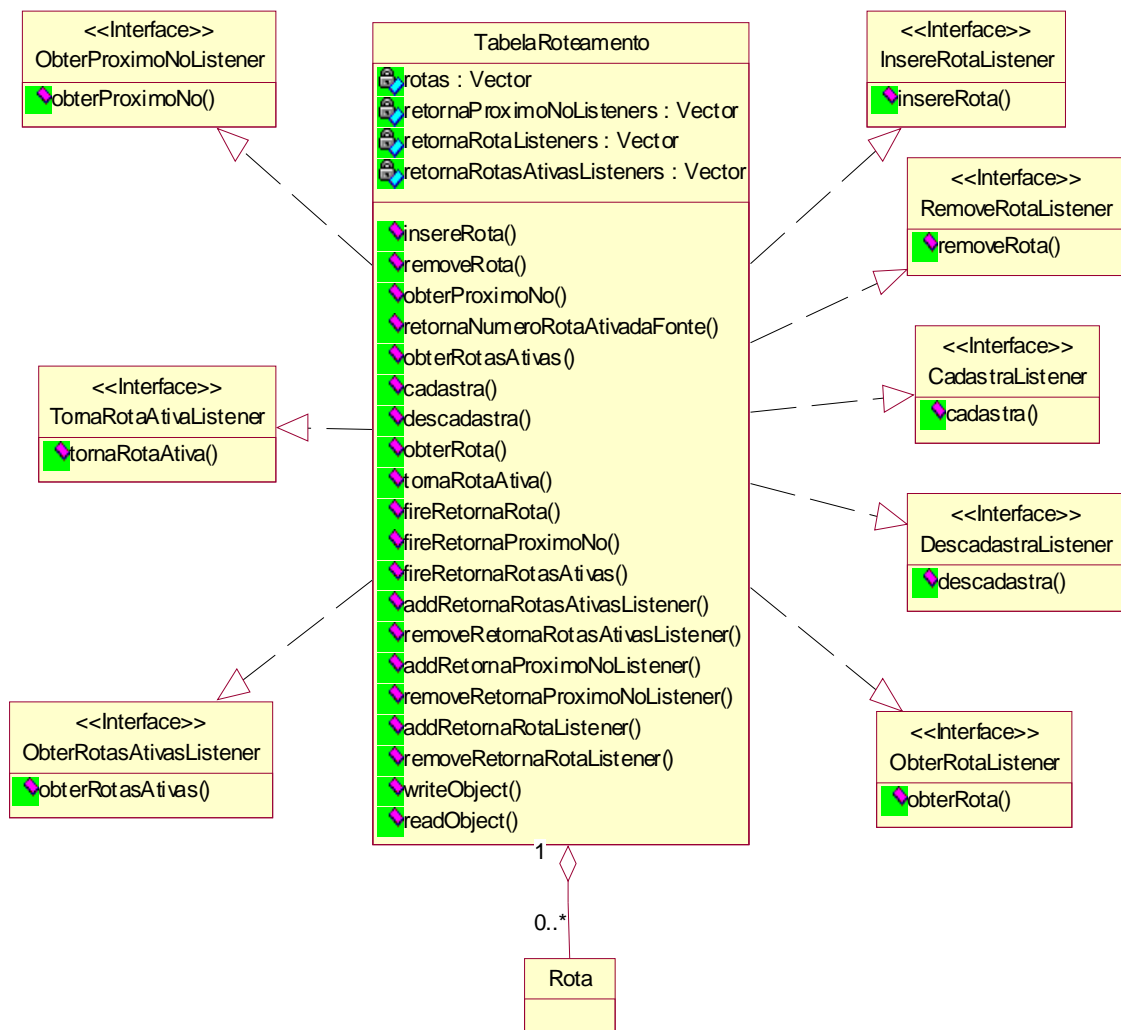 <<Interface>>
ObterProximoNoListener
obterProximoNo()
TabelaRoteamento
rotas : Vector
retornaProximoNoListeners : Vector
retornaRotaListeners : Vector
retornaRotasAtivasListeners : Vector
insereRota()
removeRota()
obterProximoNo()
retornaNumeroRotaAtivadaFonte()
obterRotasAtivas()
cadastra()
descadastra()
obterRota()
tornaRotaAtiva()
fireRetornaRota()
fireRetornaProximoNo()
fireRetornaRotasAtivas()
addRetornaRotasAtivasListener()
removeRetornaRotasAtivasListener()
addRetornaProximoNoListener()
removeRetornaProximoNoListener()
addRetornaRotaListener()
removeRetornaRotaListener()
writeObject()
readObject()
<<Interface>>
InsereRotaListener
insereRota()
<<Interface>>
RemoveRotaListener
removeRota()
<<Interface>>
CadastraListener
cadastra()
<<Interface>>
TornaRotaAtivaListener
tornaRotaAtiva()
<<Interface>>
DescadastraListener
descadastra()
<<Interface>>
ObterRotasAtivasListener
obterRotasAtivas()
<<Interface>>
ObterRotaListener
obterRota()
1
0..*
Rota